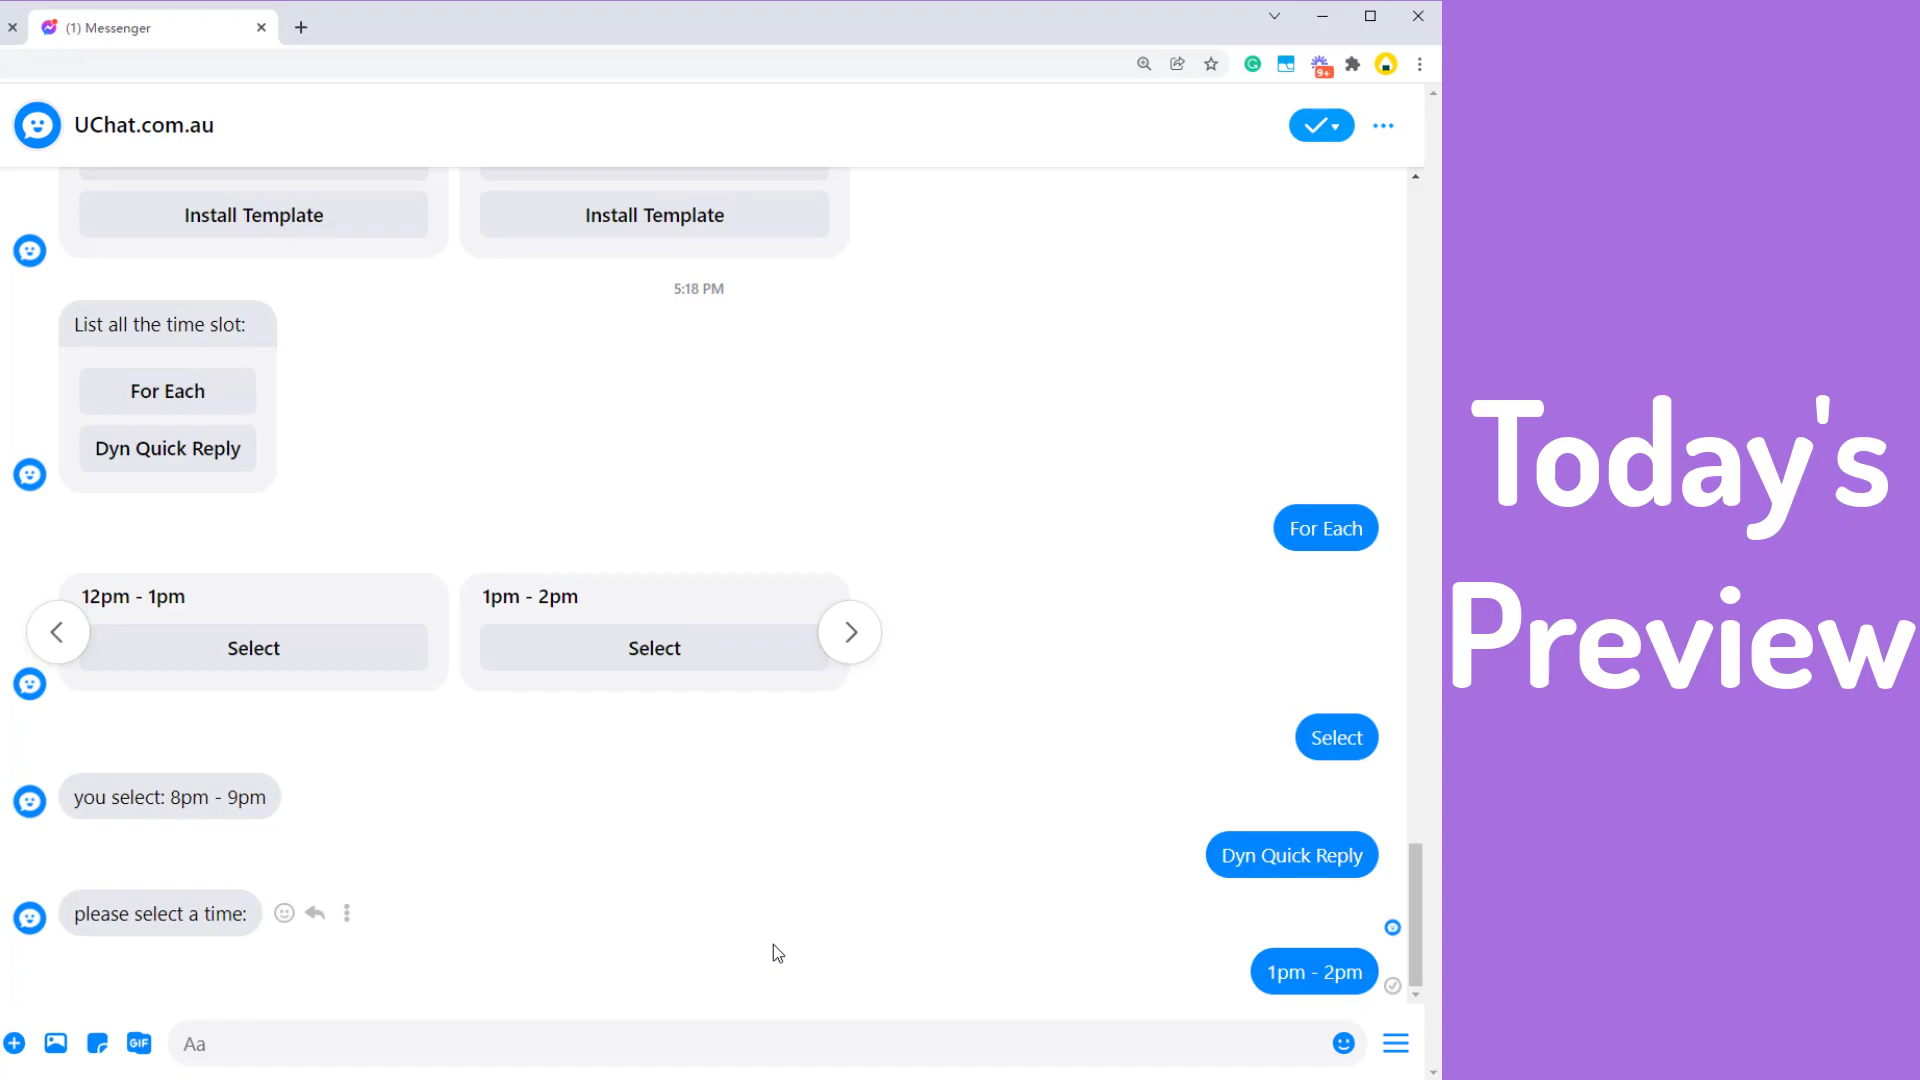 (1) Messenger
9+
UChat.com.au
Install Template
Install Template
5:18 PM
List all the time slot:
For Each
Dyn Quick Reply
For Each
12pm - 1pm
1pm - 2pm
Select
Select
Select
you select: 8pm - 9pm
Dyn Quick Reply
please select a time:
1pm - 2pm
GIF
Aa
Today's
Preview